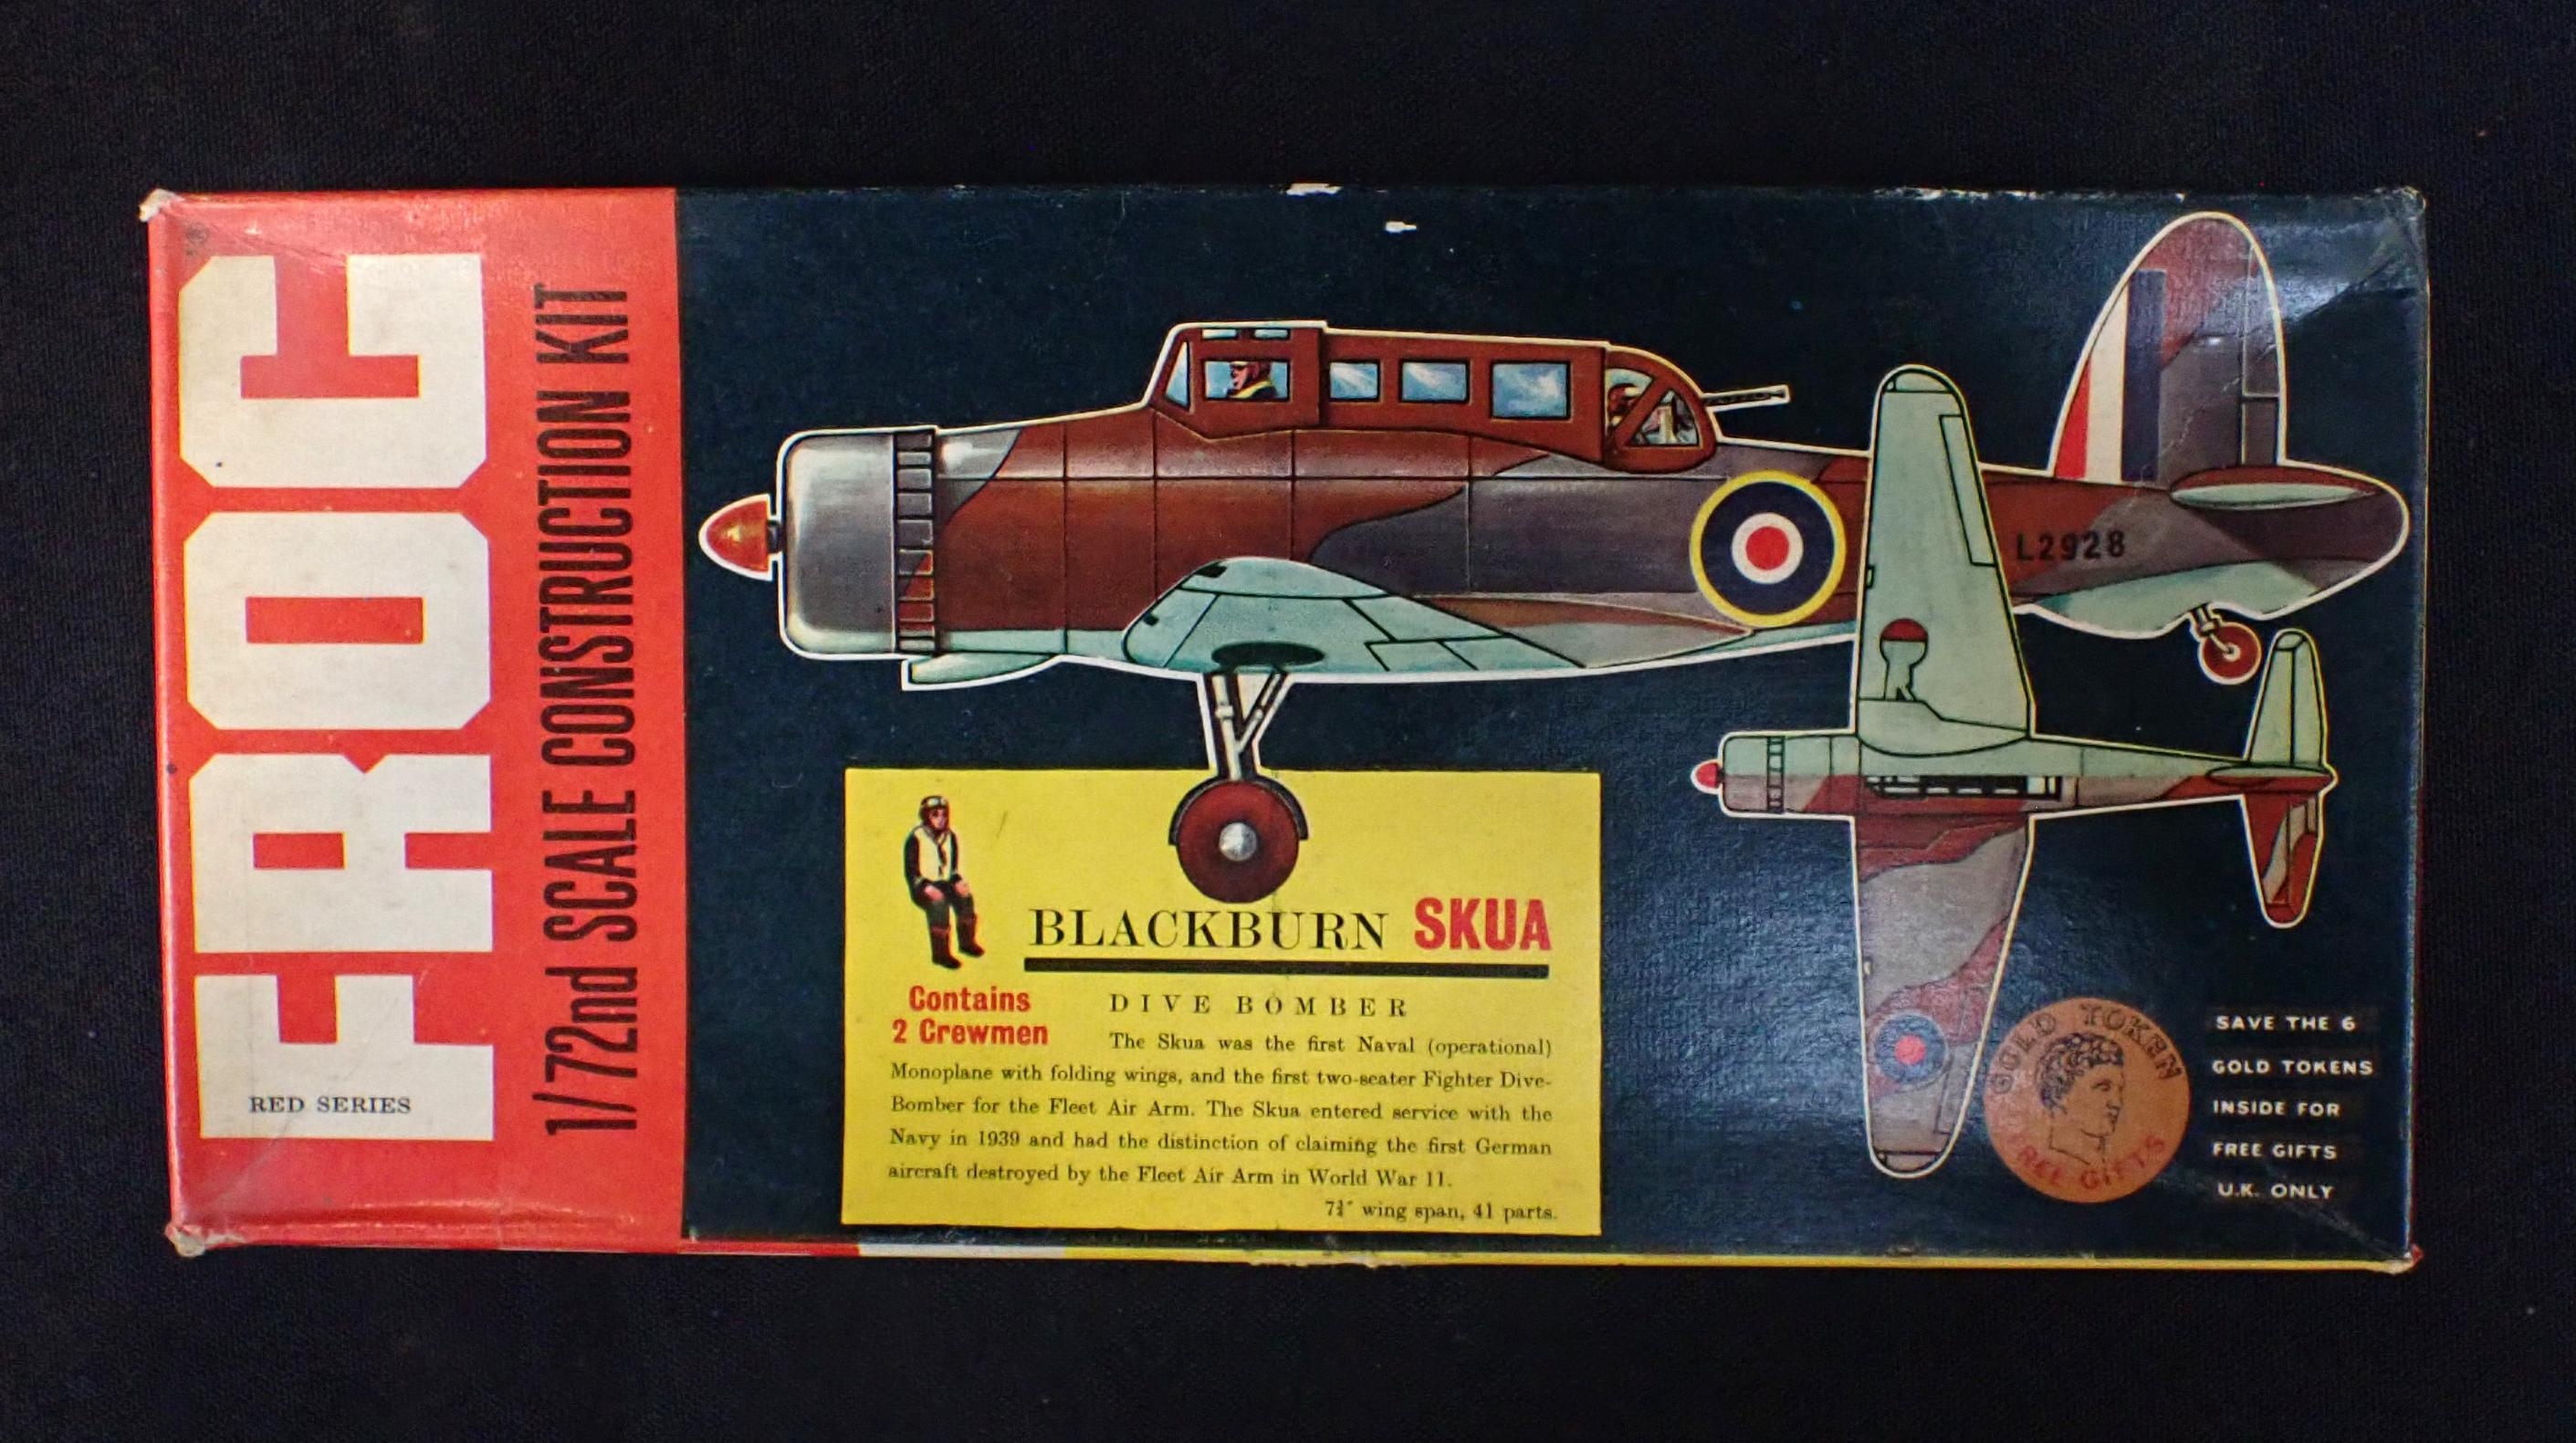 FROG
®
RED SERIES
1/72nd SCALE CONSTRUCTION KIT
L2928
BLACKBURN SKUA
Contains
2 Crewmen
DIVE BOMBER
The Skua was the first Naval (operational)
Monoplane with folding wings, and the first two-seater Fighter Dive-
Bomber for the Fleet Air Arm. The Skua entered service with the
Navy in 1939 and had the distinction of claiming the first German
aircraft destroyed by the Fleet Air Arm in World War 11.
7¾″ wing span, 41 parts.
GOLD TOKEN
FREE GIFTS
SAVE THE 6
GOLD TOKENS
INSIDE FOR
FREE GIFTS
U.K. ONLY